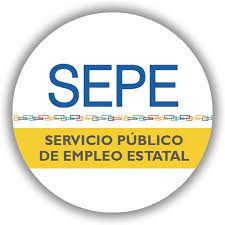 SEPE
SERVICIO PÚBLICO
DE EMPLEO ESTATAL